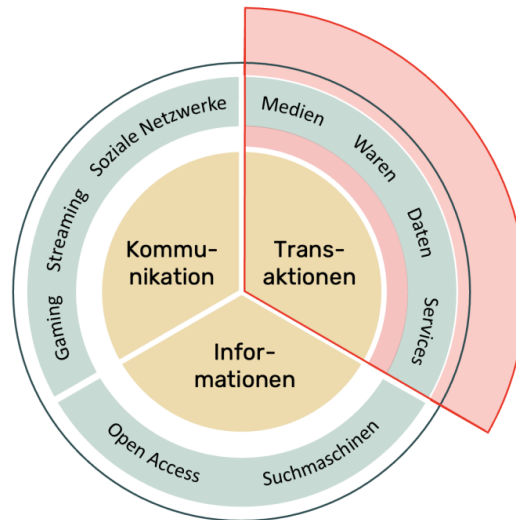 Soziale Netzwerke
Streaming
Gaming
Medien
Waren
Daten
Services
Kommu-
nikation
Trans-
aktionen
Infor-
mationen
Open Access
Suchmaschinen